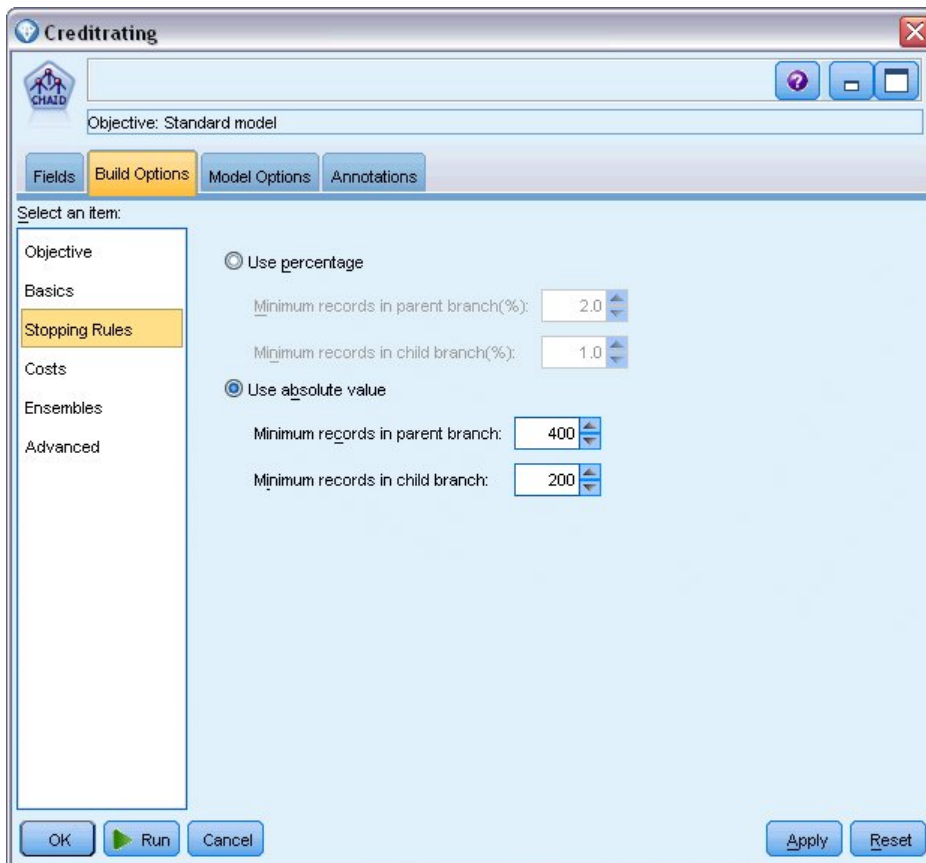 Creditrating
CHAID
Objective: Standard model
Fields Build Options Model Options Annotations
Select an item:
Objective
Basics
Stopping Rules
Costs
Ensembles
Advanced
Use percentage
Minimum records in parent branch(%): 2.0
Minimum records in child branch(%): 1.0
Use absolute value
Minimum records in parent branch: 400
Minimum records in child branch: 200
OK Run Cancel Apply Reset